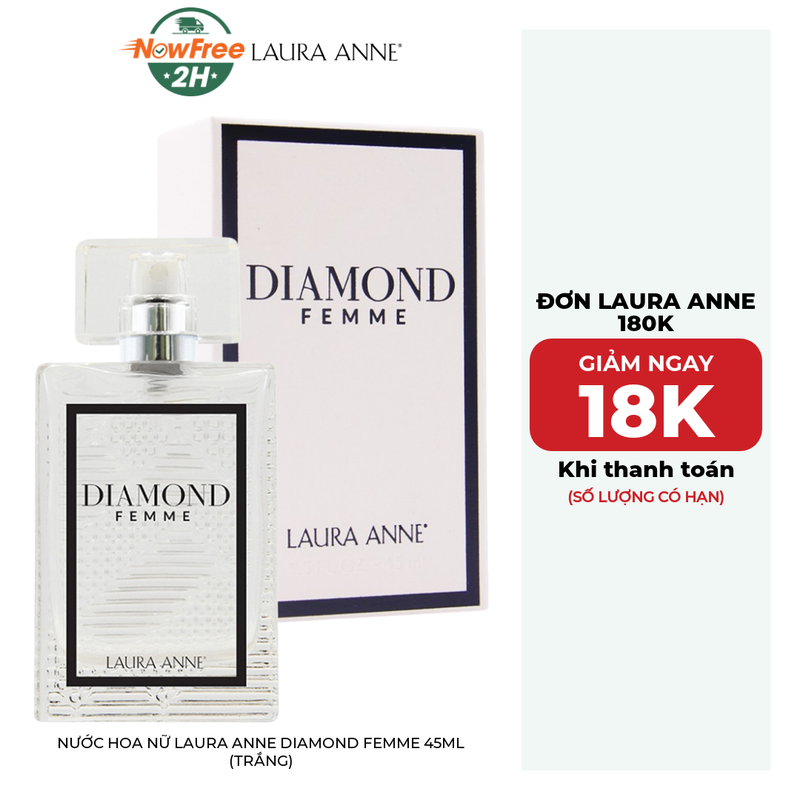 NowFree
2H
LAURA ANNE®
DIAMOND
FEMME
LAURA ANNE®
DIAMOND
FEMME
LAURA ANNE®
NƯỚC HOA NỮ LAURA ANNE DIAMOND FEMME 45ML
(TRẮNG)
ĐƠN LAURA ANNE
180K
GIẢM NGAY
18K
Khi thanh toán
(SỐ LƯỢNG CÓ HẠN)